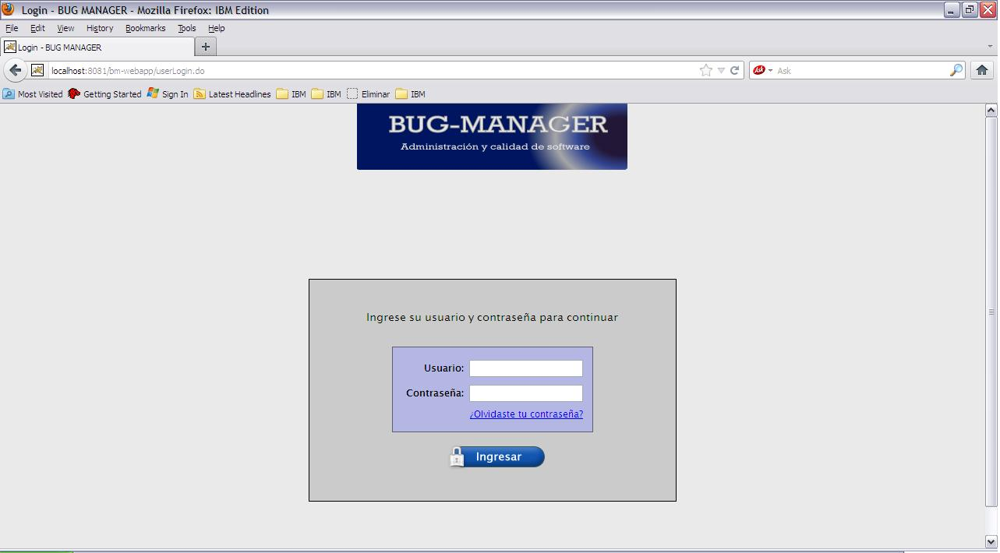 Login - BUG MANAGER - Mozilla Firefox: IBM Edition
File Edit View History Bookmarks Tools Help
Login - BUG MANAGER
localhost:8081/bm-webapp/userLogin.do
Ask Ask
Most Visited Getting Started Sign In Latest Headlines IBM IBM Eliminar IBM
BUG-MANAGER
Administración y calidad de software
Ingrese su usuario y contraseña para continuar
Usuario:
Contraseña:
¿Olvidaste tu contraseña?
Ingresar